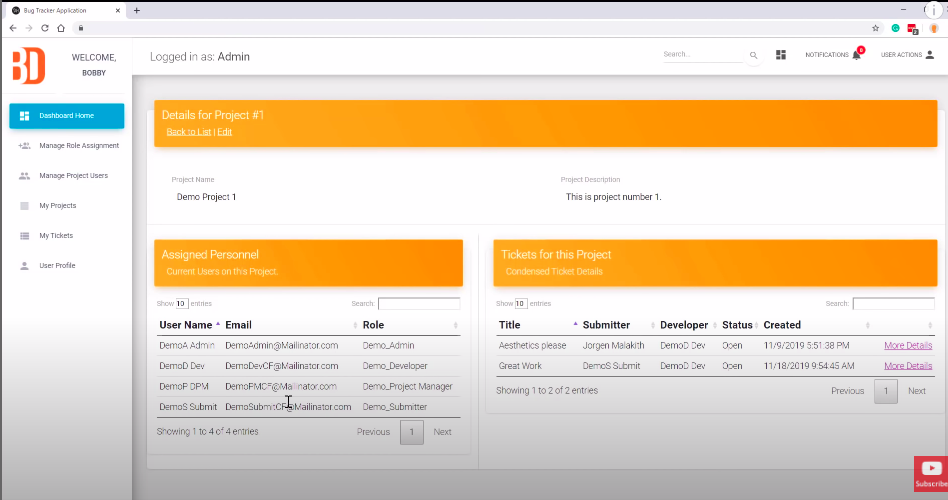 Bug Tracker Application
BD
WELCOME,
BOBBY
Logged in as: Admin
Search...
NOTIFICATIONS
9
USER ACTIONS
Dashboard Home
Manage Role Assignment
Manage Project Users
My Projects
My Tickets
User Profile
Details for Project #1
Back to List | Edit
Project Name
Demo Project 1
Project Description
This is project number 1.
Assigned Personnel
Current Users on this Project.
Show 10 entries
Search:
User Name Email Role
DemoA Admin DemoAdmin@Mailinator.com Demo_Admin
DemoD Dev DemoDevCF@Mailinator.com Demo_Developer
DemoP DPM DemoPMCF@Mailinator.com Demo_Project Manager
DemoS Submit DemoSubmitCF@Mailinator.com Demo_Submitter
Showing 1 to 4 of 4 entries
Previous 1 Next
Tickets for this Project
Condensed Ticket Details
Show 10 entries
Search:
Title Submitter Developer Status Created
Aesthetics please Jorgen Malakith DemoD Dev Open 11/9/2019 5:51:38 PM More Details
Great Work DemoS Submit DemoD Dev Open 11/18/2019 9:54:45 AM More Details
Showing 1 to 2 of 2 entries
Previous 1 Next
Subscribe